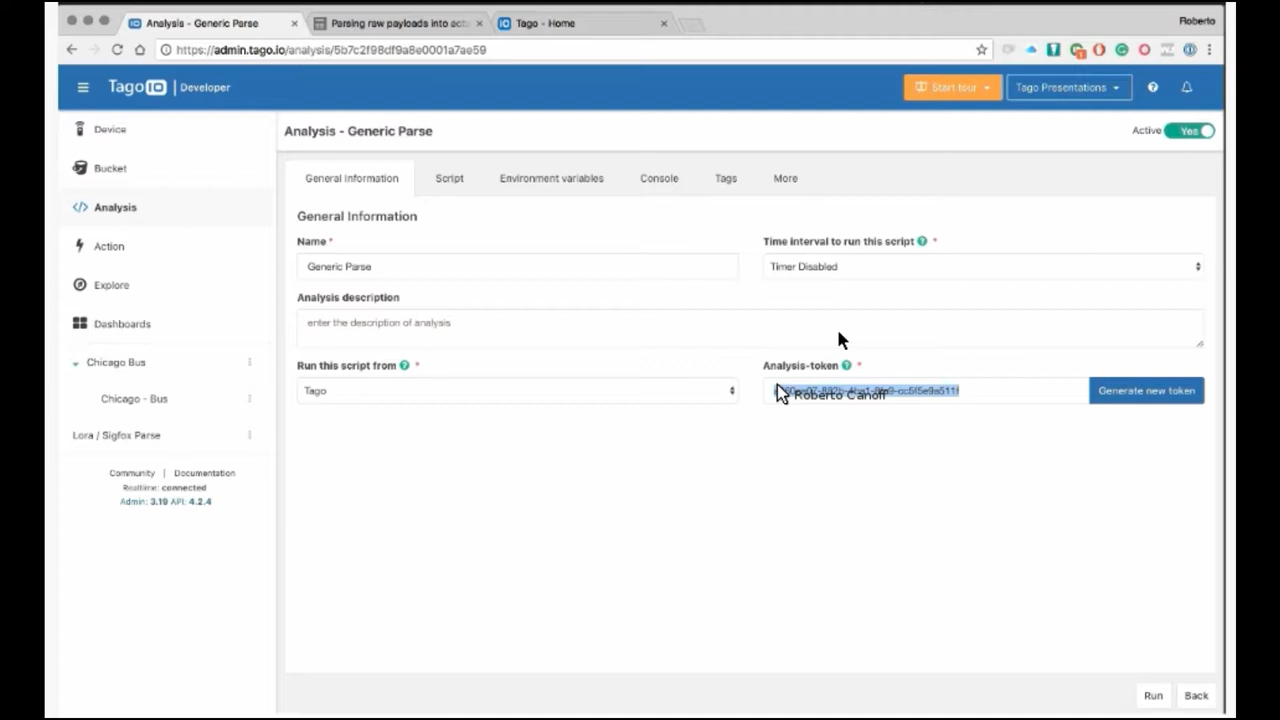 Analysis - Generic Parse
Parsing raw payloads into
Tago - Home
Roberto
https://admin.tago.io/analysis/5b7c2f98df9a8e0001a7ae59
Tago IO | Developer
Start tour
Tago Presentations
Device
Bucket
Analysis
Action
Explore
Dashboards
Chicago Bus
Chicago - Bus
Lora / Sigfox Parse
Community | Documentation
Realtime: connected
Admin: 3.19 API: 4.2.4
Analysis - Generic Parse
Active Yes
General Information
Script
Environment variables
Console
Tags
More
General Information
Name *
Generic Parse
Time interval to run this script ? *
Timer Disabled
Analysis description
enter the description of analysis
Run this script from ? *
Tago
Analysis-token ? *
Roberto Canoff
Generate new token
Run
Back